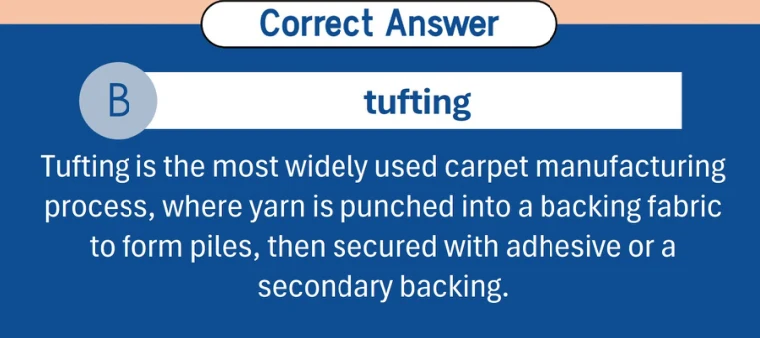 Correct Answer
B
tufting
Tufting is the most widely used carpet manufacturing
process, where yarn is punched into a backing fabric
to form piles, then secured with adhesive or a
secondary backing.